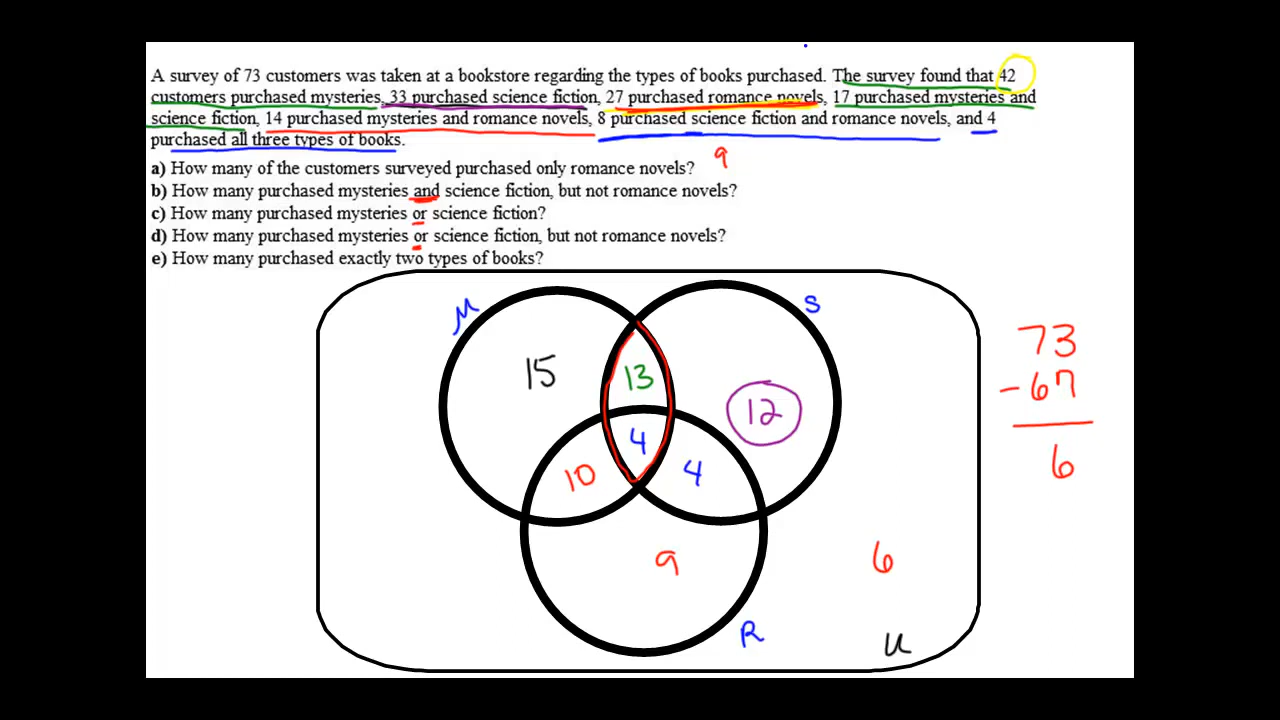 A survey of 73 customers was taken at a bookstore regarding the types of books purchased. The survey found that 42
customers purchased mysteries, 33 purchased science fiction, 27 purchased romance novels, 17 purchased mysteries and
science fiction, 14 purchased mysteries and romance novels, 8 purchased science fiction and romance novels, and 4
purchased all three types of books.
a) How many of the customers surveyed purchased only romance novels? 9
b) How many purchased mysteries and science fiction, but not romance novels?
c) How many purchased mysteries or science fiction?
d) How many purchased mysteries or science fiction, but not romance novels?
e) How many purchased exactly two types of books?
M
S
15
13
12
4
10
4
9
6
R
U
73
-67
6